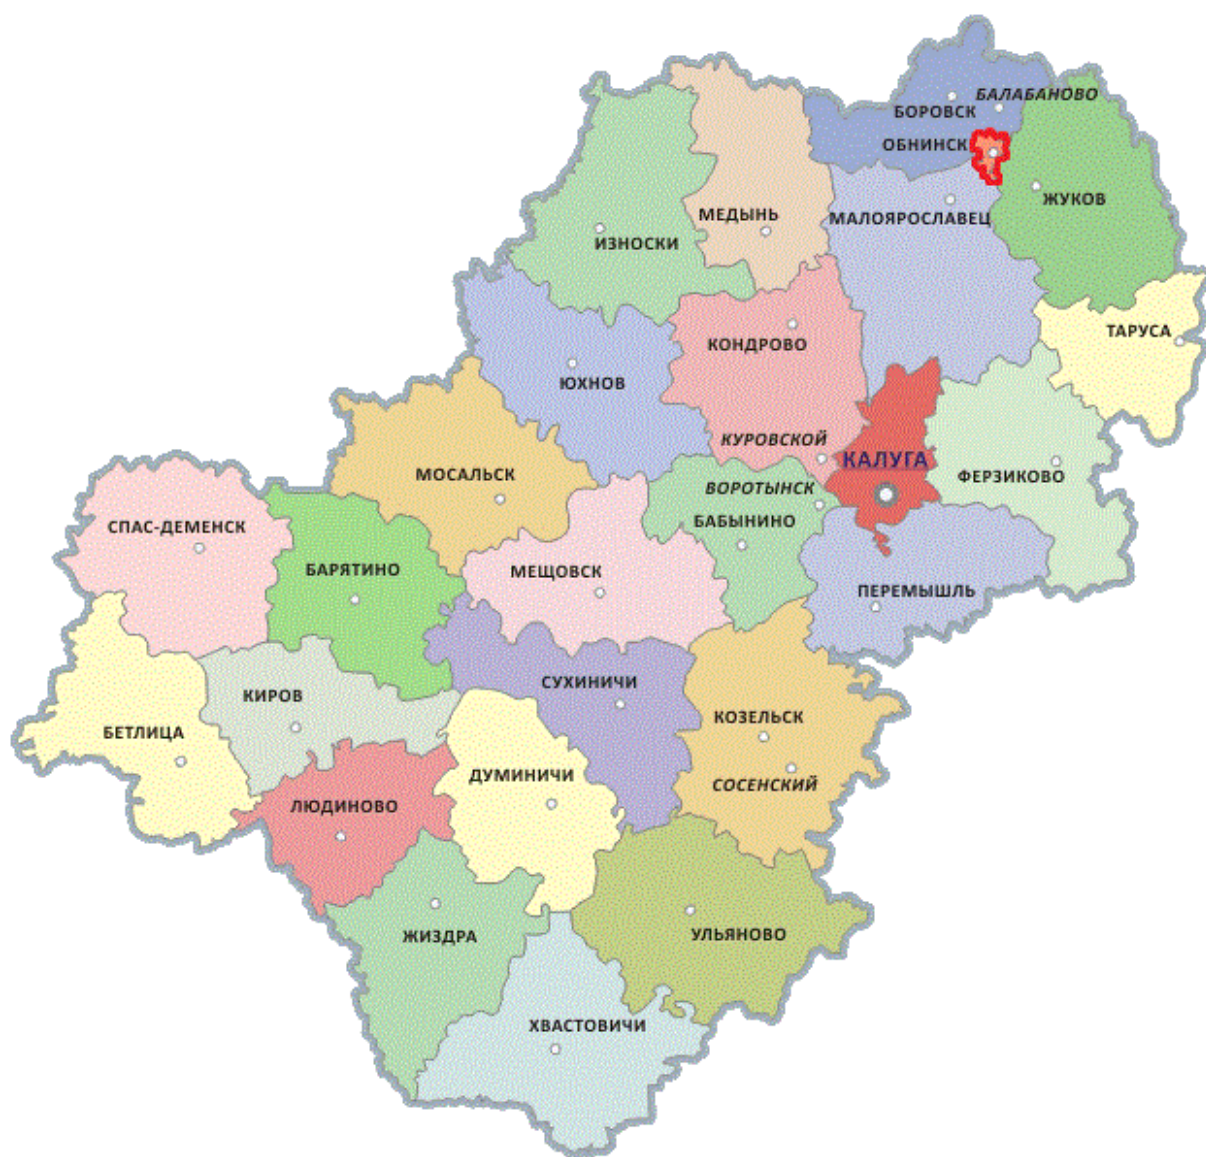 БАЛАБАНОВО
БОРОВСК
ОБНИНСК
ЖУКОВ
МЕДЫНЬ
МАЛОЯРОСЛАВЕЦ
ИЗНОСКИ
ТАРУСА
КОНДРОВО
ЮХНОВ
КУРОВСКОЙ
КАЛУГА
МОСАЛЬСК
ФЕРЗИКОВО
ВОРОТЫНСК
БАБЫНИНО
СПАС-ДЕМЕНСК
БАРЯТИНО
МЕЩОВСК
ПЕРЕМЫШЛЬ
СУХИНИЧИ
КИРОВ
КОЗЕЛЬСК
БЕТЛИЦА
ДУМИНИЧИ
СОСЕНСКИЙ
ЛЮДИНОВО
ЖИЗДРА
УЛЬЯНОВО
ХВАСТОВИЧИ